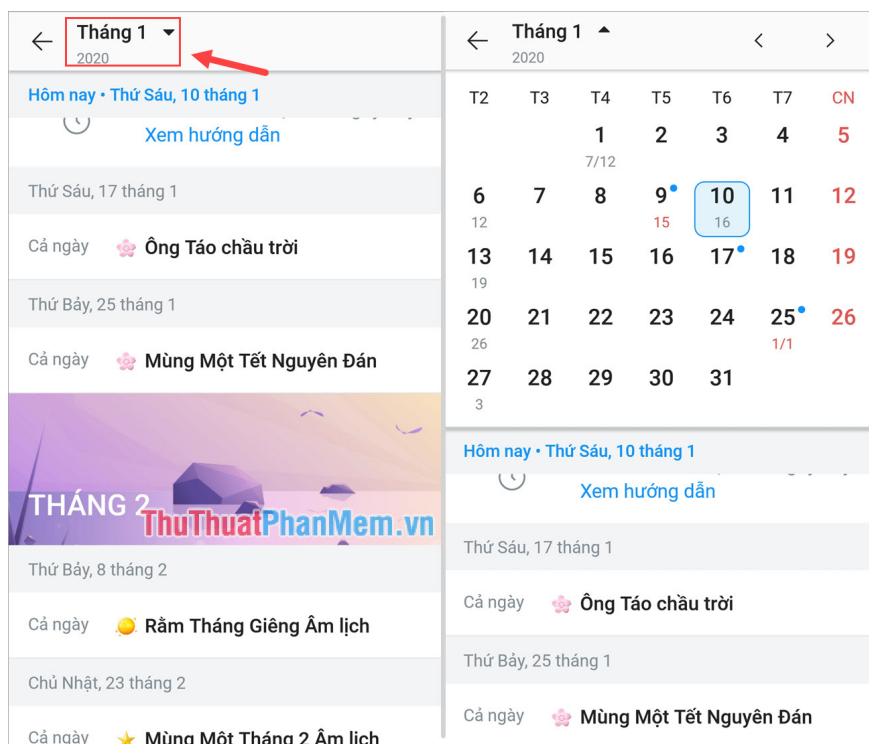 Tháng 1
2020
Hôm nay • Thứ Sáu, 10 tháng 1
Xem hướng dẫn
Thứ Sáu, 17 tháng 1
Cả ngày Ông Táo chầu trời
Thứ Bảy, 25 tháng 1
Cả ngày Mùng Một Tết Nguyên Đán
THÁNG 2
ThuThuatPhanMem.vn
Thứ Bảy, 8 tháng 2
Cả ngày Rằm Tháng Giêng Âm lịch
Chủ Nhật, 23 tháng 2
Cả ngày Mùng Một Tháng 2 Âm lịch
Tháng 1
2020
T2 T3 T4 T5 T6 T7 CN
1 2 3 4 5
7/12
6 7 8 9 10 11 12
12 15 16
13 14 15 16 17 18 19
19
20 21 22 23 24 25 26
26 1/1
27 28 29 30 31
3
Hôm nay • Thứ Sáu, 10 tháng 1
Xem hướng dẫn
Thứ Sáu, 17 tháng 1
Cả ngày Ông Táo chầu trời
Thứ Bảy, 25 tháng 1
Cả ngày Mùng Một Tết Nguyên Đán